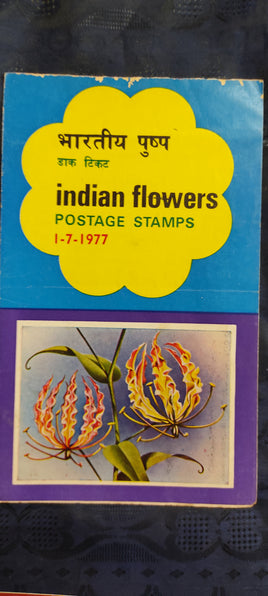 भारतीय पुष्प
डाक टिकट
indian flowers
POSTAGE STAMPS
1-7-1977